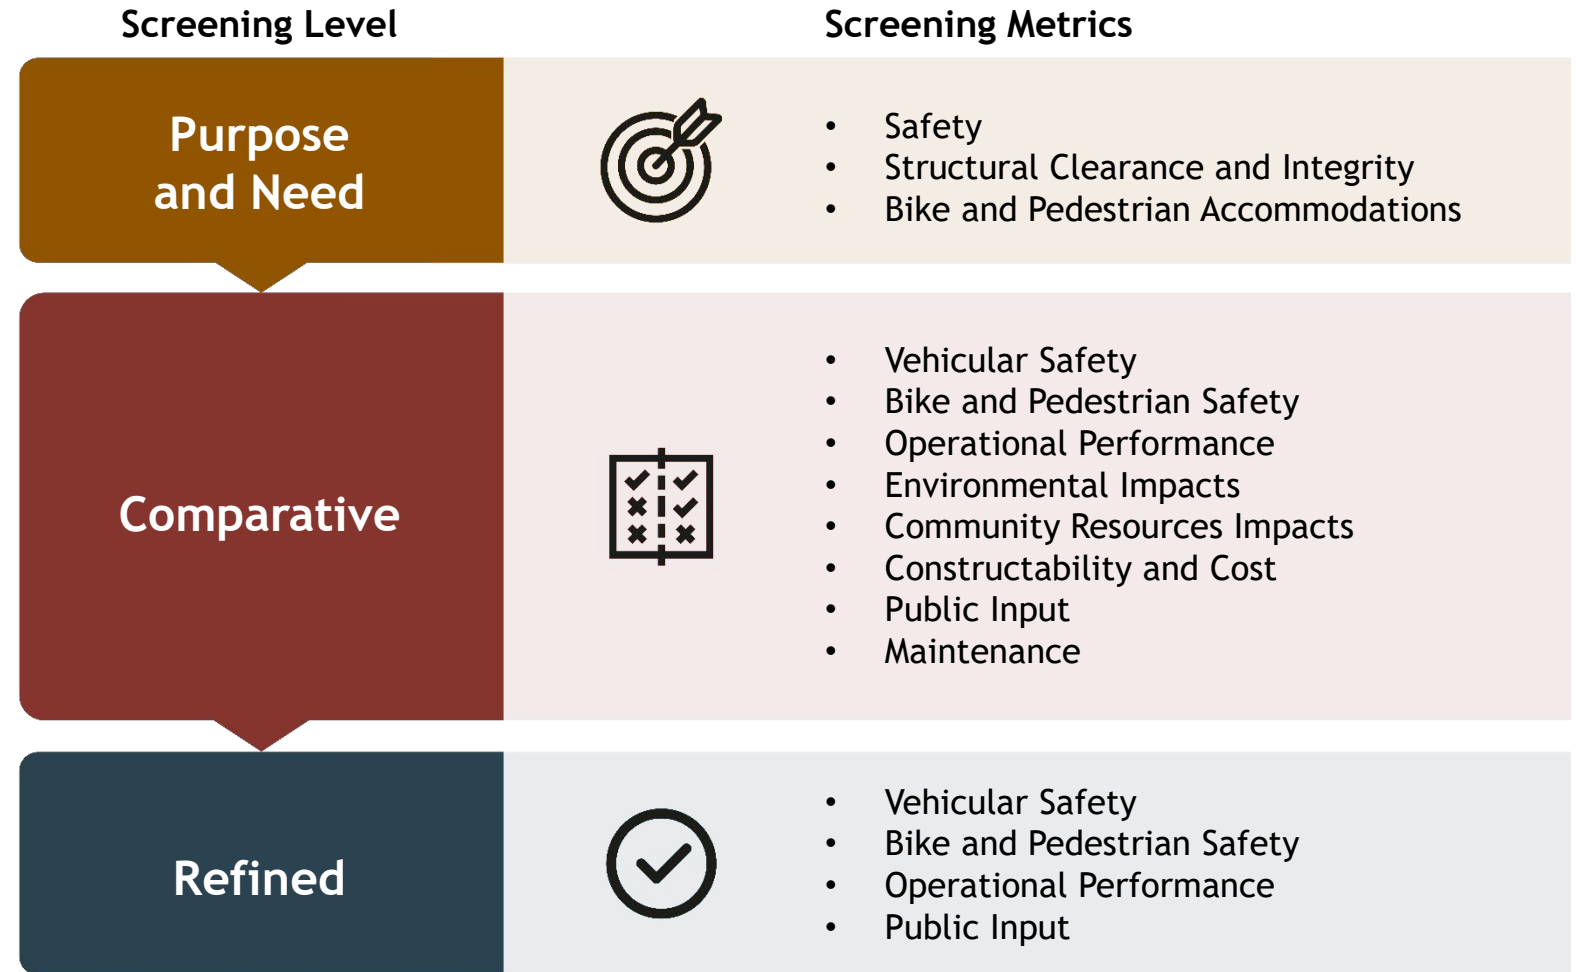 Screening Level
Screening Metrics
Purpose
and Need
• Safety
• Structural Clearance and Integrity
• Bike and Pedestrian Accommodations
Comparative
• Vehicular Safety
• Bike and Pedestrian Safety
• Operational Performance
• Environmental Impacts
• Community Resources Impacts
• Constructability and Cost
• Public Input
• Maintenance
Refined
• Vehicular Safety
• Bike and Pedestrian Safety
• Operational Performance
• Public Input